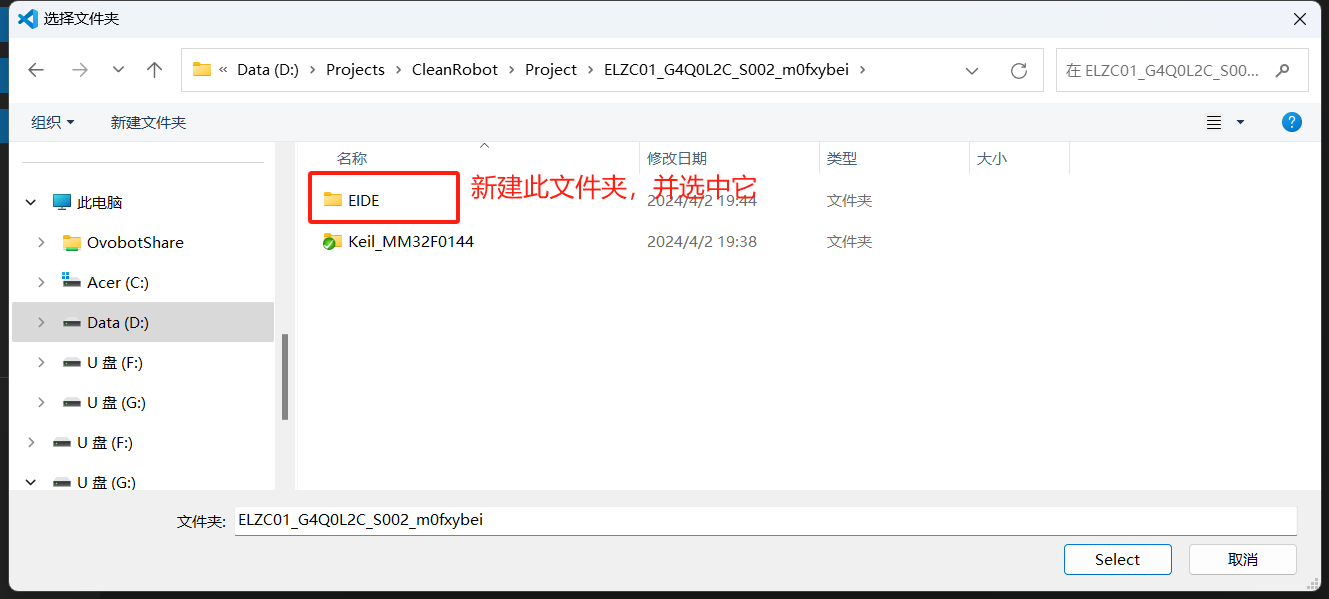 选择文件夹
« Data (D:) › Projects › CleanRobot › Project › ELZC01_G4Q0L2C_S002_m0fxybei ›
在 ELZC01_G4Q0L2C_S00...
组织
新建文件夹
?
名称
修改日期
类型
大小
此电脑
OvobotShare
Acer (C:)
Data (D:)
U 盘 (F:)
U 盘 (G:)
U 盘 (F:)
U 盘 (G:)
EIDE
新建此文件夹，并选中它
2024/4/2 19:44
文件夹
Keil_MM32F0144
2024/4/2 19:38
文件夹
文件夹:
ELZC01_G4Q0L2C_S002_m0fxybei
Select
取消